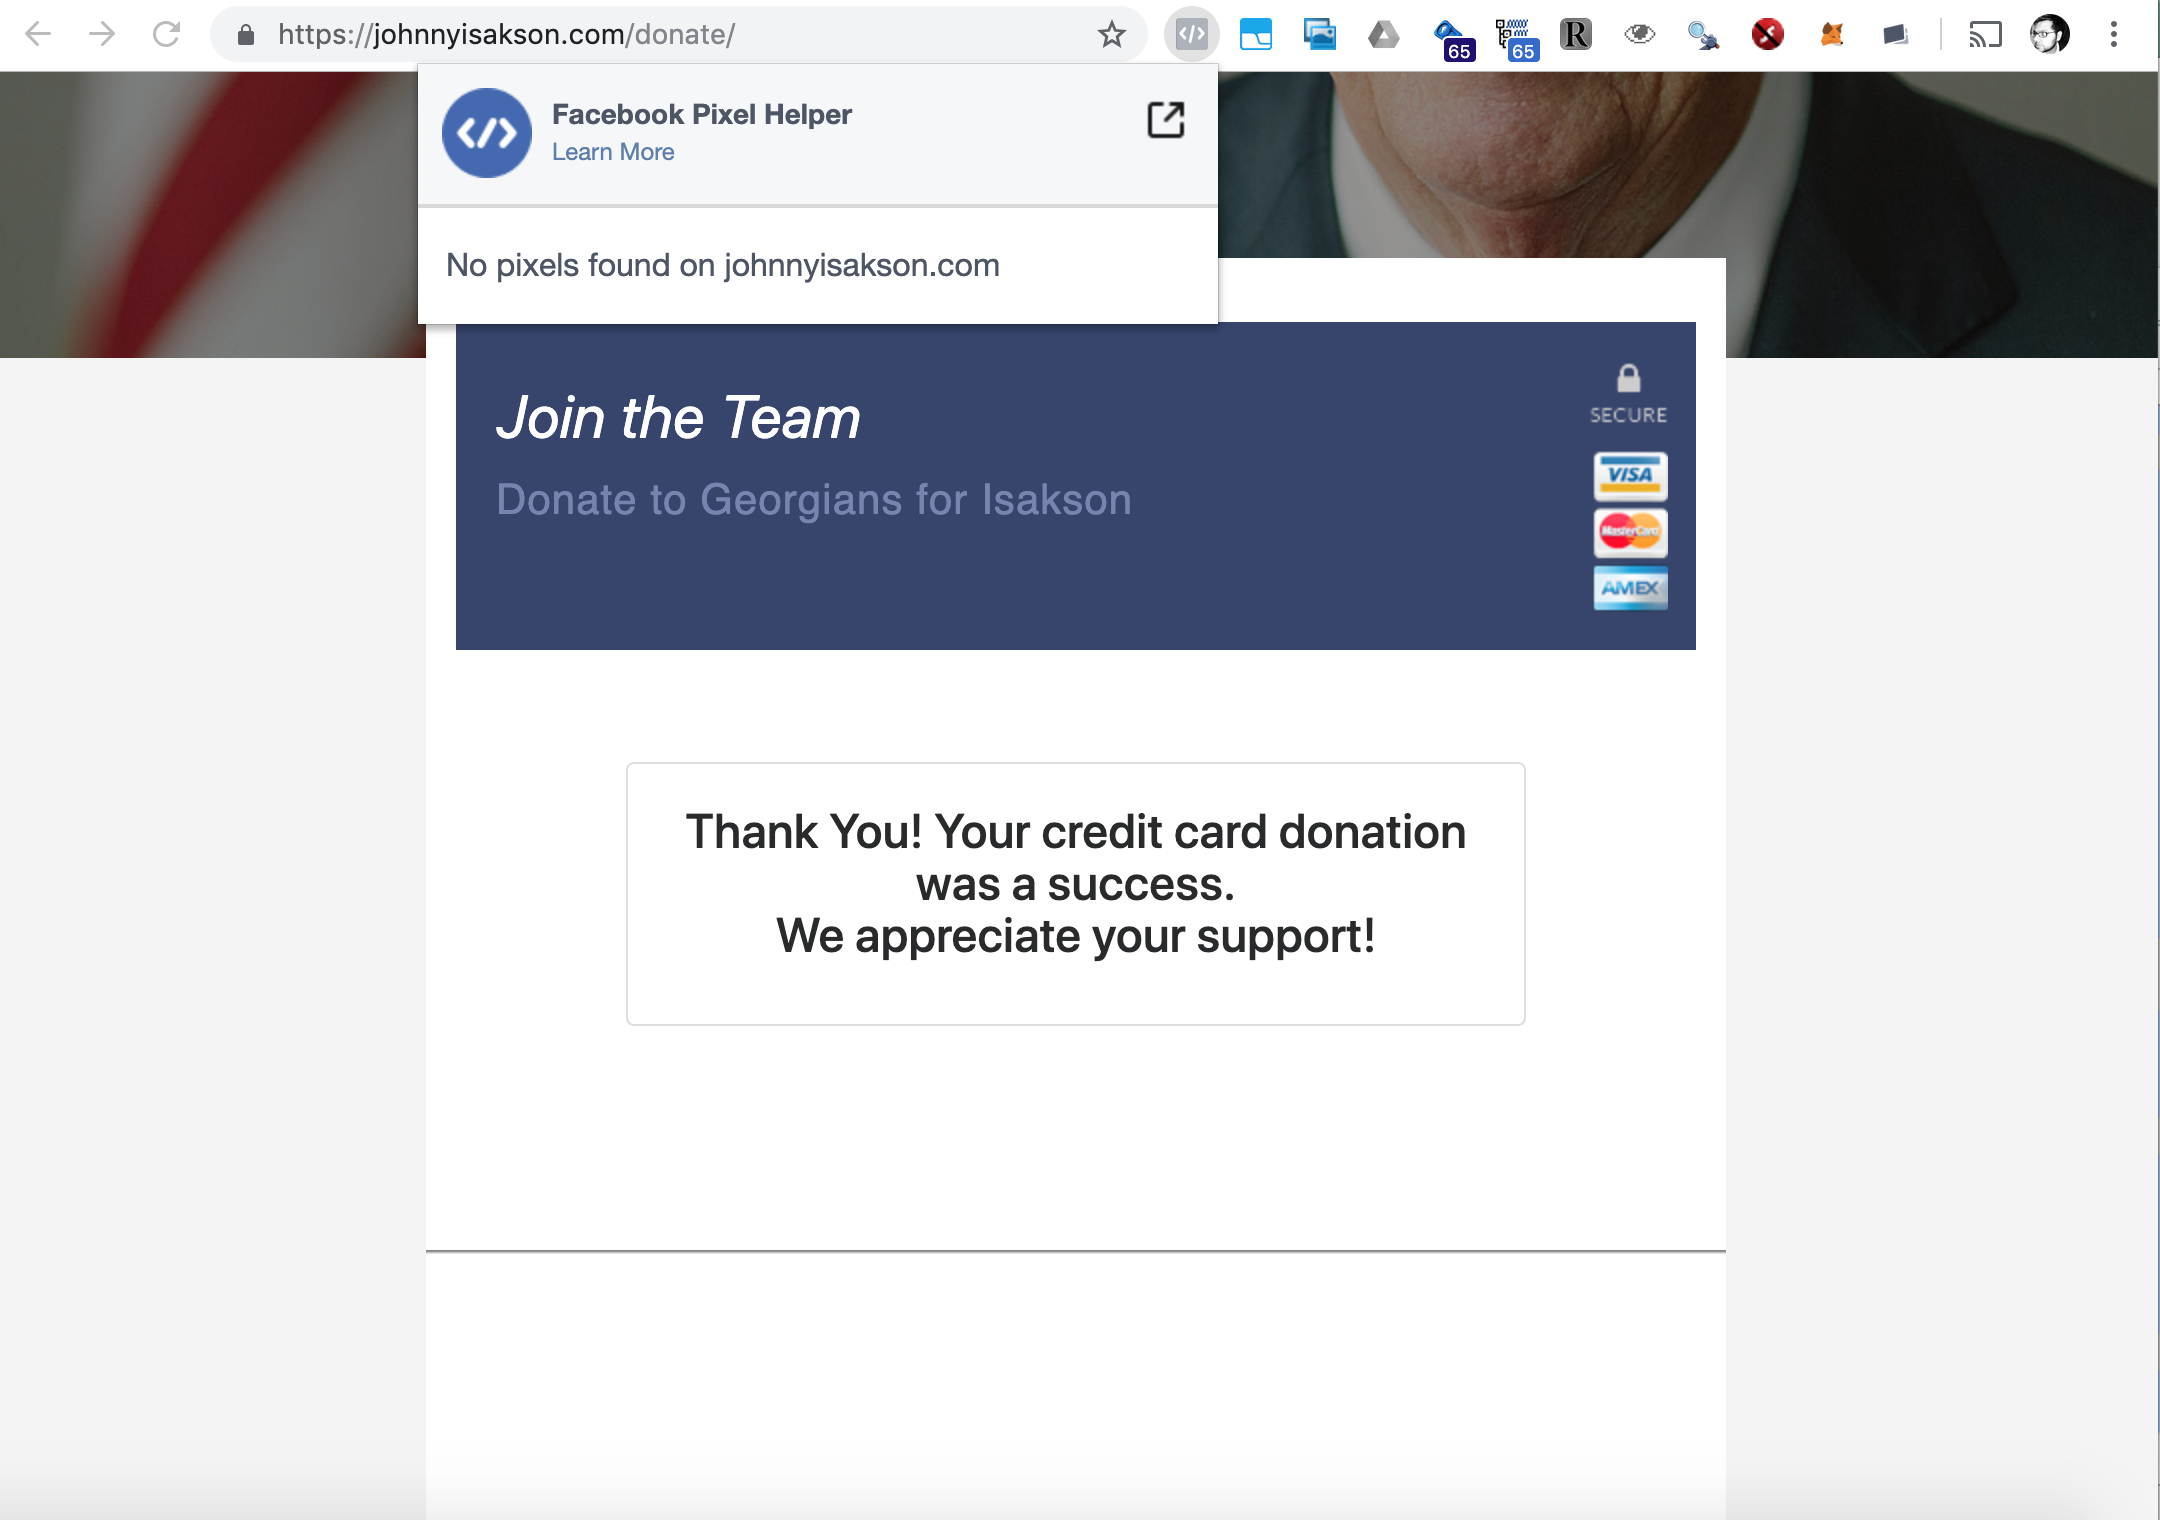 https://johnnyisakson.com/donate/
65
65
R
Facebook Pixel Helper
Learn More
No pixels found on johnnyisakson.com
Join the Team
Donate to Georgians for Isakson
SECURE
VISA
MasterCard
AMEX
Thank You! Your credit card donation
was a success.
We appreciate your support!